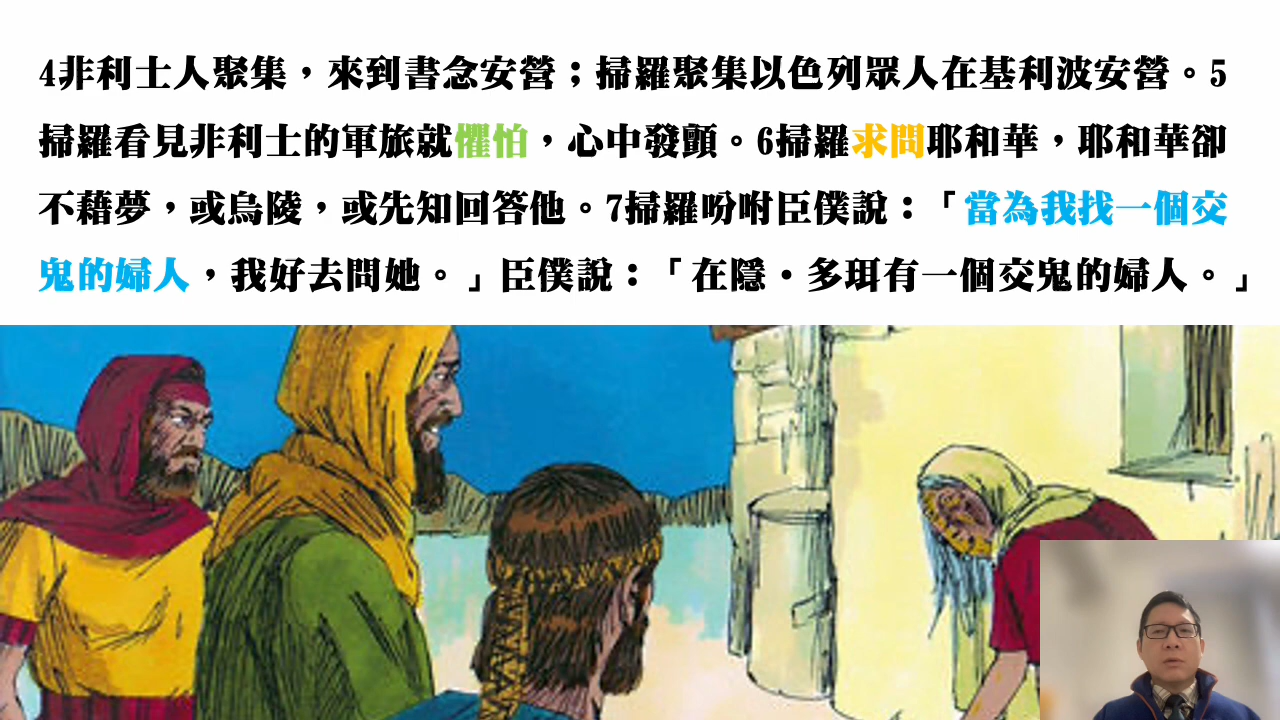 4非利士人聚集，來到書念安營；掃羅聚集以色列眾人在基利波安營。5
掃羅看見非利士的軍旅就懼怕，心中發顫。6掃羅求問耶和華，耶和華卻
不藉夢，或烏陵，或先知回答他。7掃羅吩咐臣僕說：「當為我找一個交
鬼的婦人，我好去問她。」臣僕說：「在隱·多珥有一個交鬼的婦人。」